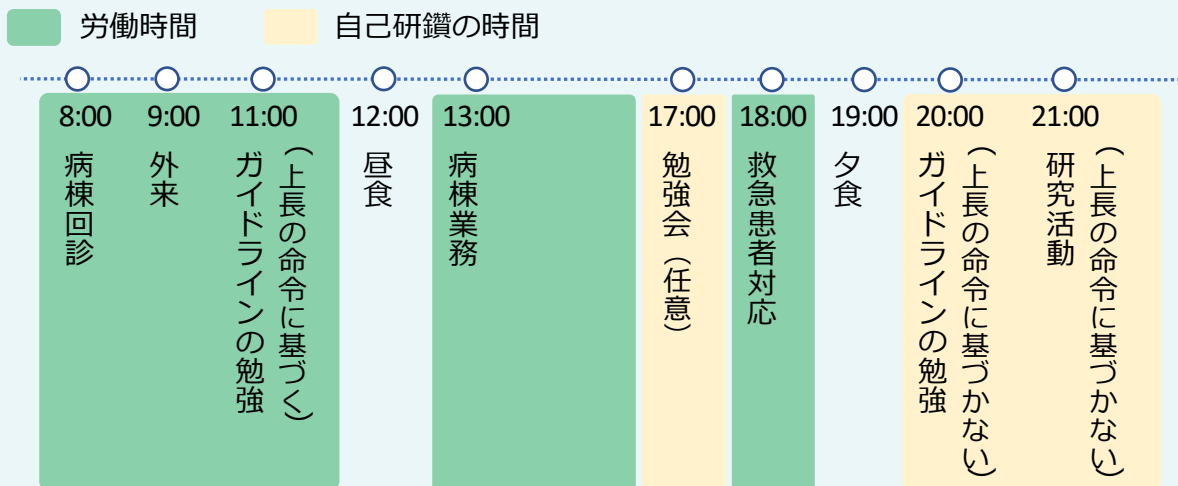 労働時間
自己研鑽の時間
8:00
病棟回診
9:00
外来
11:00
(上長の命令に基づく)
ガイドラインの勉強
12:00
昼食
13:00
病棟業務
17:00
勉強会(任意)
18:00
救急患者対応
19:00
夕食
20:00
(上長の命令に基づかない)
ガイドラインの勉強
21:00
(上長の命令に基づかない)
研究活動